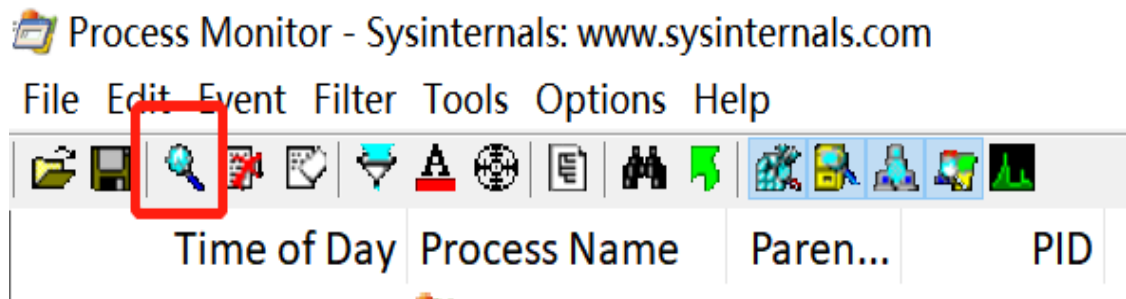 Process Monitor - Sysinternals: www.sysinternals.com
File Edit Event Filter Tools Options Help
Time of Day Process Name Paren... PID